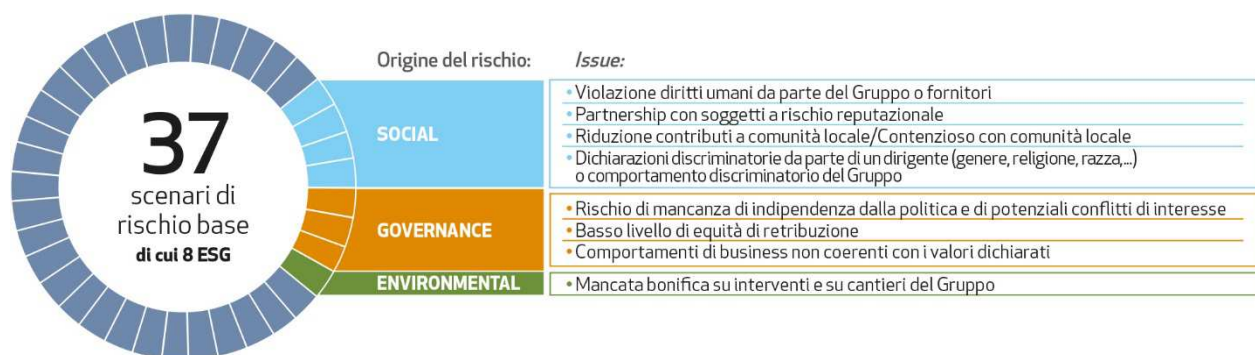 Origine del rischio:
Issue:
37
scenari di
rischio base
di cui 8 ESG
SOCIAL
• Violazione diritti umani da parte del Gruppo o fornitori
• Partnership con soggetti a rischio reputazionale
• Riduzione contributi a comunità locale/Contenzioso con comunità locale
• Dichiarazioni discriminatorie da parte di un dirigente (genere, religione, razza,...)
o comportamento discriminatorio del Gruppo
GOVERNANCE
• Rischio di mancanza di indipendenza dalla politica e di potenziali conflitti di interesse
• Basso livello di equità di retribuzione
• Comportamenti di business non coerenti con i valori dichiarati
ENVIRONMENTAL
• Mancata bonifica su interventi e su cantieri del Gruppo